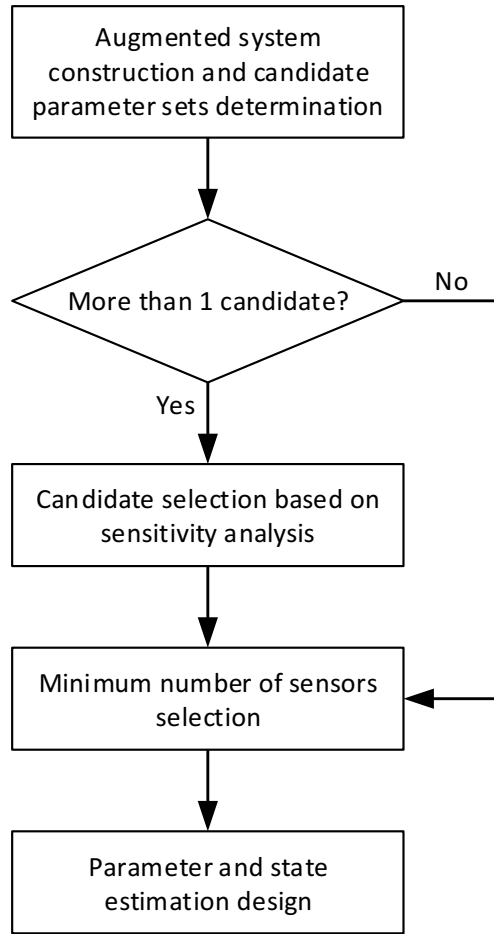 Augmented system
construction and candidate
parameter sets determination
More than 1 candidate?
No
Yes
Candidate selection based on
sensitivity analysis
Minimum number of sensors
selection
Parameter and state
estimation design